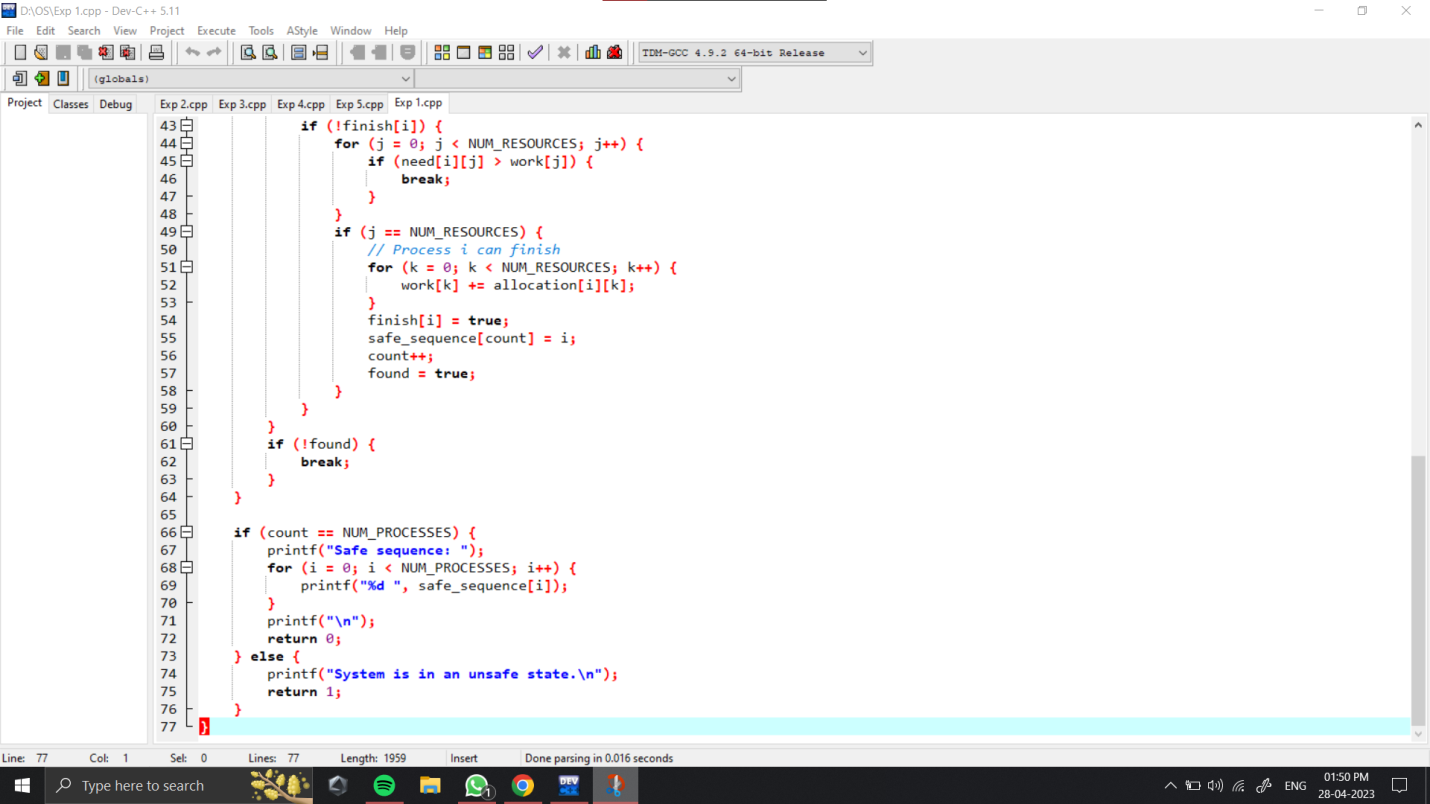 D:\OS\Exp 1.cpp - Dev-C++ 5.11
File Edit Search View Project Execute Tools AStyle Window Help
TDM-GCC 4.9.2 64-bit Release
(globals)
Project Classes Debug Exp 2.cpp Exp 3.cpp Exp 4.cpp Exp 5.cpp Exp 1.cpp
43 if (!finish[i]) {
44 for (j = 0; j < NUM_RESOURCES; j++) {
45 if (need[i][j] > work[j]) {
46 break;
47 }
48 }
49 if (j == NUM_RESOURCES) {
50 // Process i can finish
51 for (k = 0; k < NUM_RESOURCES; k++) {
52 work[k] += allocation[i][k];
53 }
54 finish[i] = true;
55 safe_sequence[count] = i;
56 count++;
57 found = true;
58 }
59 }
60 }
61 if (!found) {
62 break;
63 }
64 }
65
66 if (count == NUM_PROCESSES) {
67 printf("Safe sequence: ");
68 for (i = 0; i < NUM_PROCESSES; i++) {
69 printf("%d ", safe_sequence[i]);
70 }
71 printf("\n");
72 return 0;
73 } else {
74 printf("System is in an unsafe state.\n");
75 return 1;
76 }
77 }
Line: 77 Col: 1 Sel: 0 Lines: 77 Length: 1959 Insert Done parsing in 0.016 seconds
Type here to search
1
DEV
ENG
01:50 PM
28-04-2023